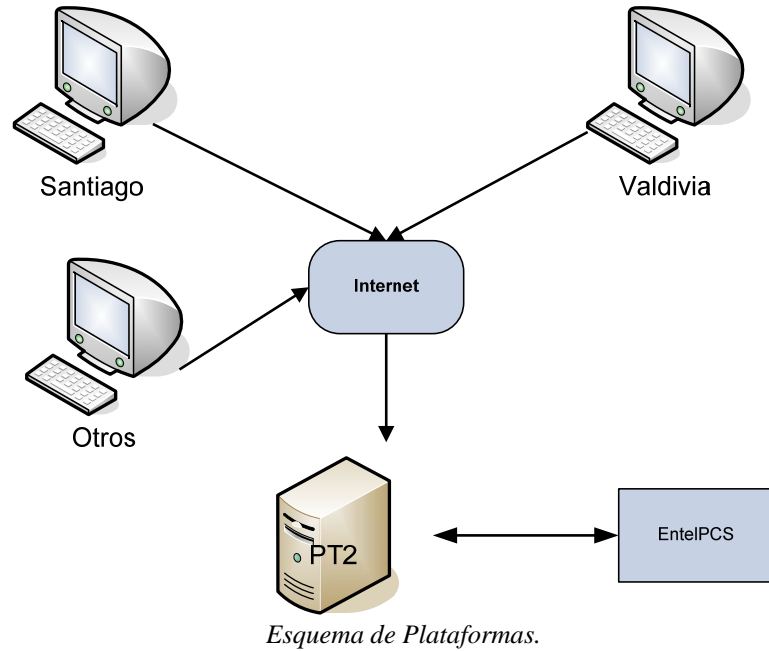 Santiago
Valdivia
Internet
Otros
PT2
EntelPCS
Esquema de Plataformas.